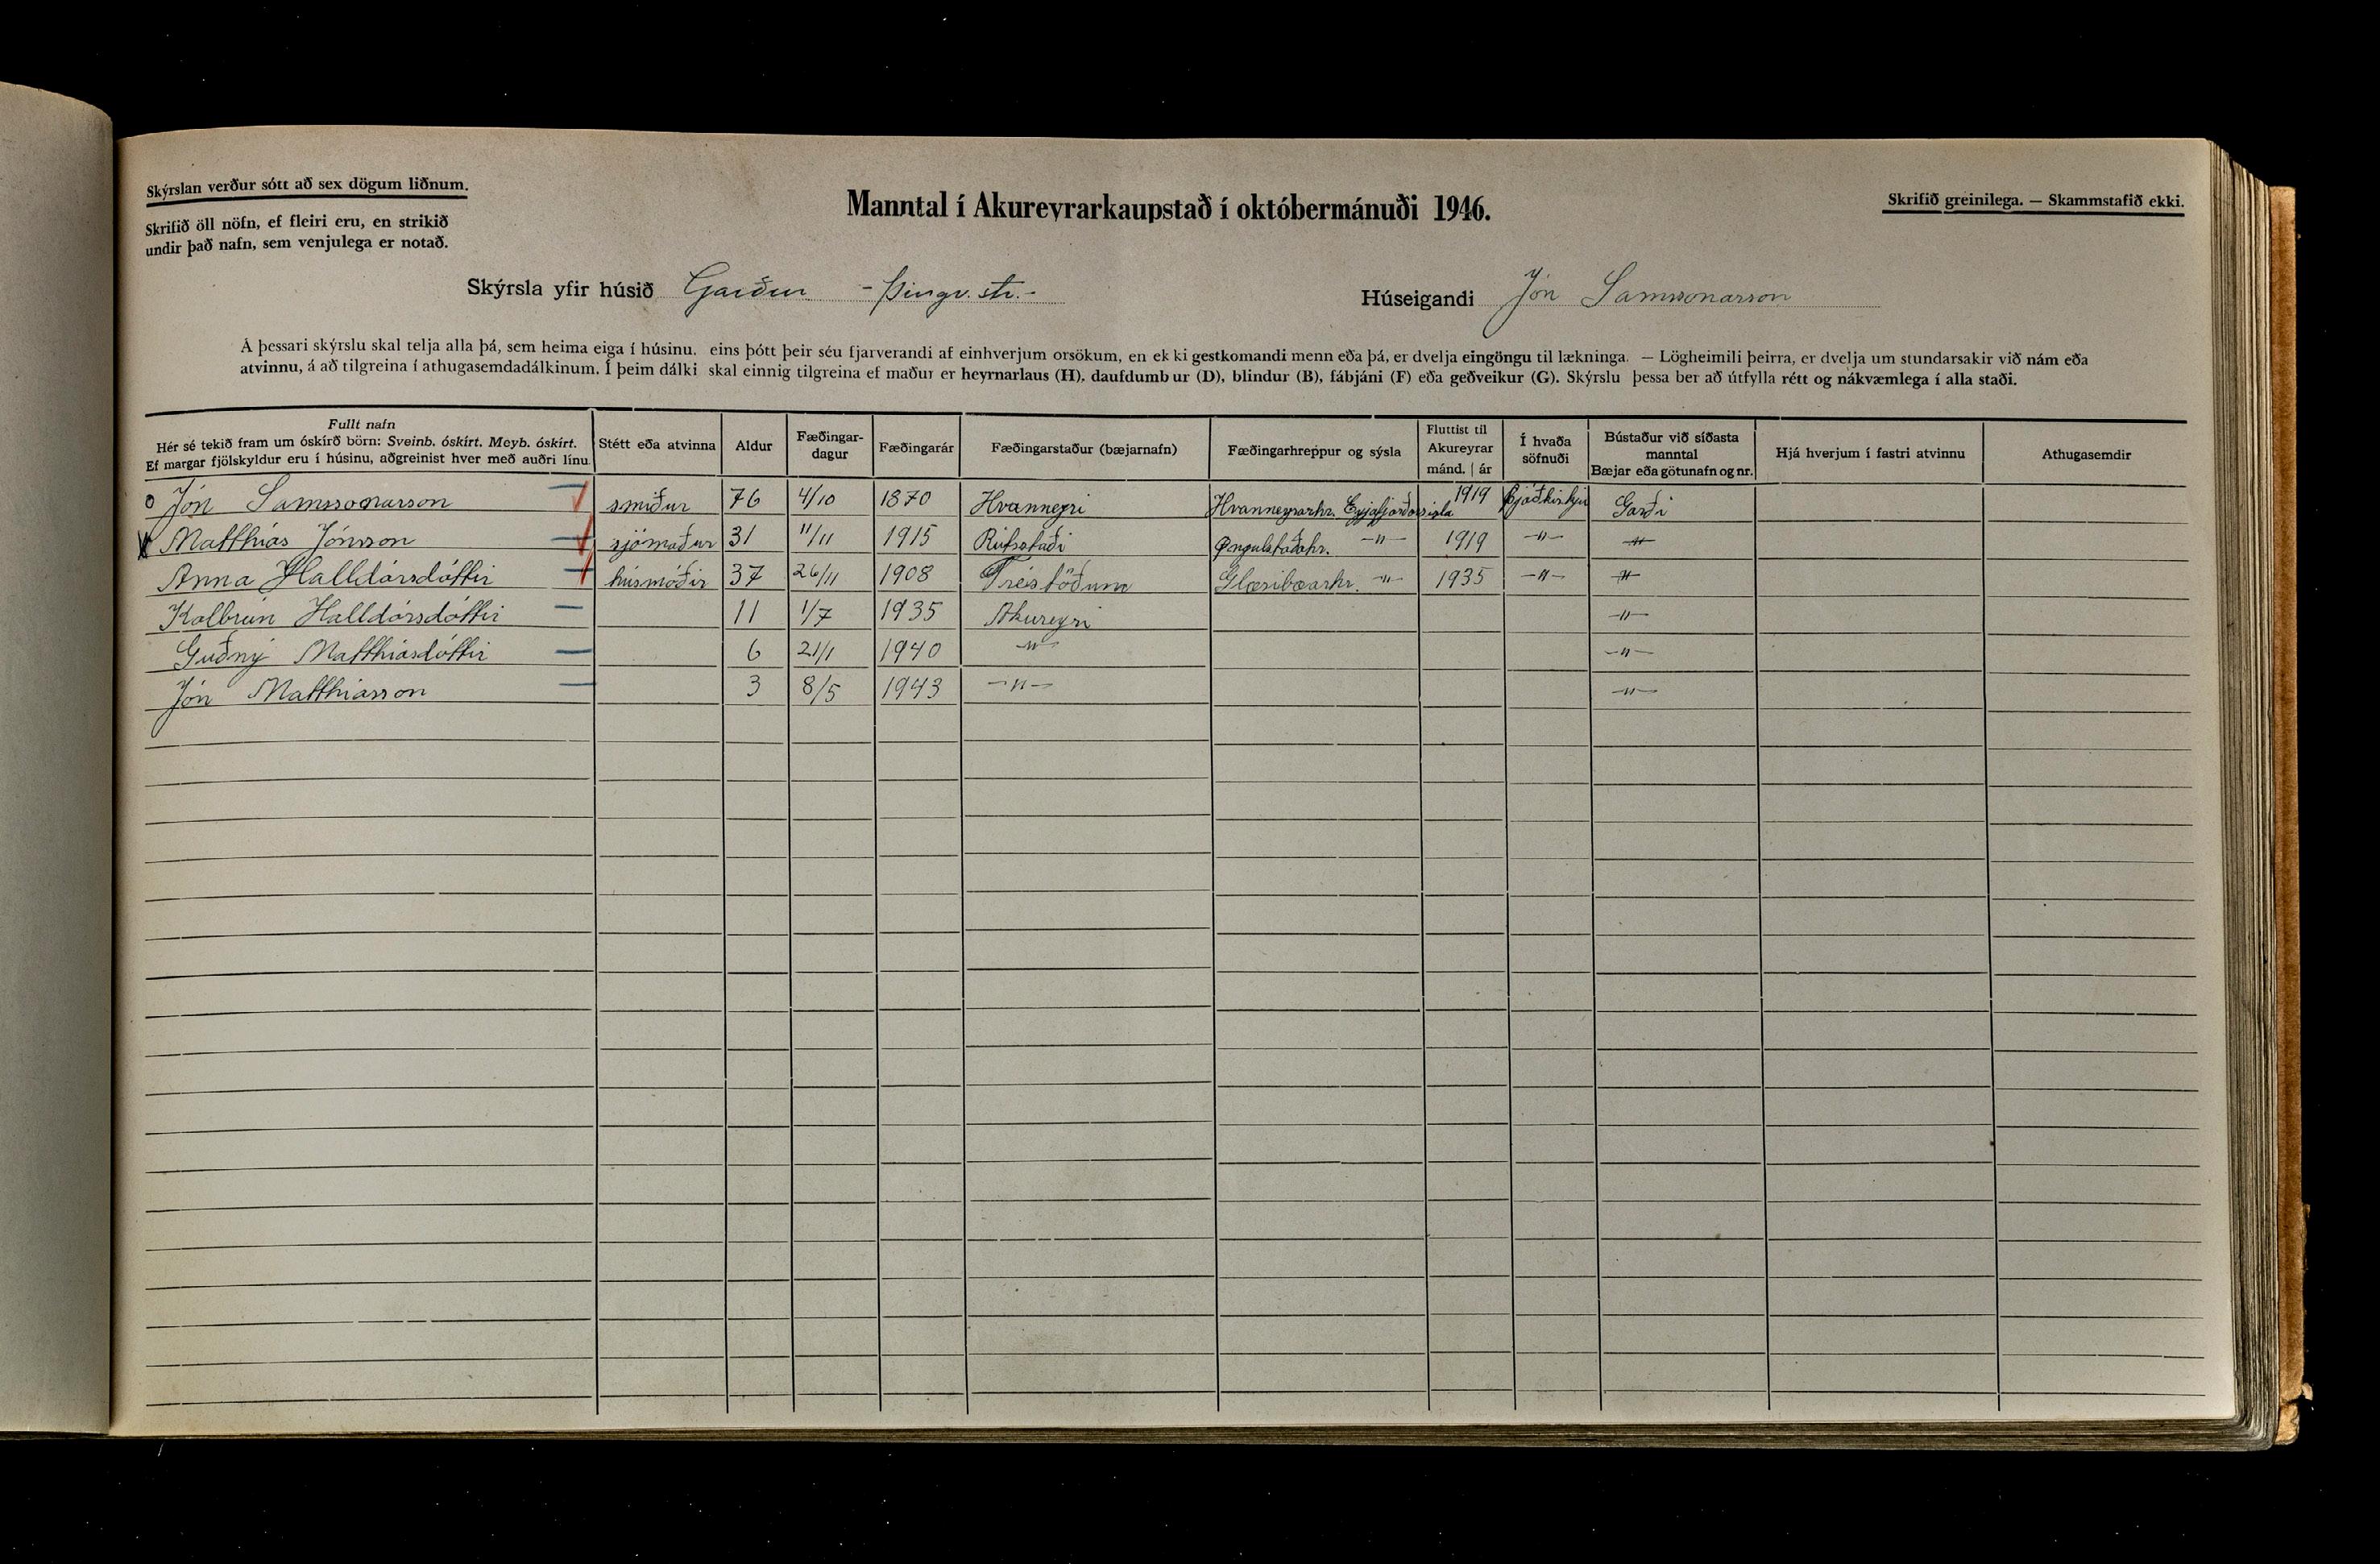 Skýrslan verður sótt að sex dögum liðnum.
Skrifið öll nöfn, ef fleiri eru, en strikið
undir það nafn, sem venjulega er notað.
Manntal í Akureyrarkaupstað í októbermánuði 1946.
Skrifið greinilega. — Skammstafið ekki.
Skýrsla yfir húsið Garður - Þingv. str. -
Húseigandi Jón Samssonarson
Á þessari skýrslu skal telja alla þá, sem heima eiga í húsinu, eins þótt þeir séu fjarverandi af einhverjum orsökum, en ekki gestkomandi menn eða þá, er dvelja eingöngu til lækninga. — Lögheimili þeirra, er dvelja um stundarsakir við nám eða
atvinnu, á að tilgreina í athugasemdadálkinum. Í þeim dálki skal einnig tilgreina ef maður er heyrnarlaus (H), daufdumbur (D), blindur (B), fábjáni (F) eða geðveikur (G). Skýrslu þessa ber að útfylla rétt og nákvæmlega í alla staði.
Fullt nafn
Hér sé tekið fram um óskírð börn: Sveinb. óskírt. Meyb. óskírt.
Ef margar fjölskyldur eru í húsinu, aðgreinist hver með auðri línu.
Stétt eða atvinna
Aldur
Fæðingar-
dagur
Fæðingarár
Fæðingarstaður (bæjarnafn)
Fæðingarhreppur og sýsla
Fluttist til
Akureyrar
mánd. | ár
Í hvaða
söfnuði
Bústaður við síðasta
manntal
Bæjar eða götunafn og nr.
Hjá hverjum í fastri atvinnu
Athugasemdir
o Jón Samssonarson smiður 76 4/10 1870 Hvanneyri Hvanneyrarhr. Eyjafjarðarsísla 1919 Þjóðkirkju Garði
Matthías Jónsson sjómaður 31 11/11 1915 Rútsstaði Øngulstaðahr. —"— 1919 —"— —"—
Anna Halldórsdóttir húsmóðir 37 26/11 1908 Tréstöðum Glæsibæarhr. —"— 1935 —"— —"—
Kolbrún Halldórsdóttir 11 1/7 1935 Akureyri —"—
Guðný Matthíasdóttir 6 21/1 1940 —"— —"—
Jón Matthíasson 3 8/5 1943 —"— —"—